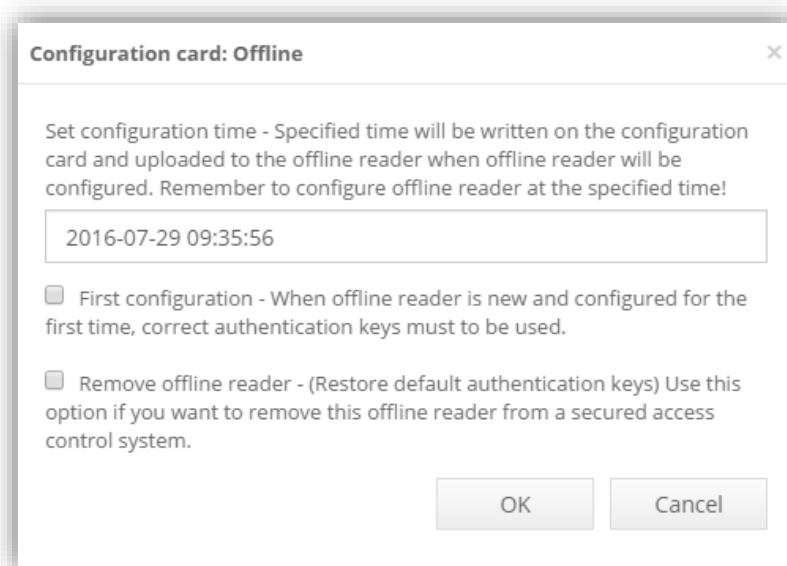 Configuration card: Offline
×
Set configuration time - Specified time will be written on the configuration
card and uploaded to the offline reader when offline reader will be
configured. Remember to configure offline reader at the specified time!
2016-07-29 09:35:56
First configuration - When offline reader is new and configured for the
first time, correct authentication keys must to be used.
Remove offline reader - (Restore default authentication keys) Use this
option if you want to remove this offline reader from a secured access
control system.
OK Cancel